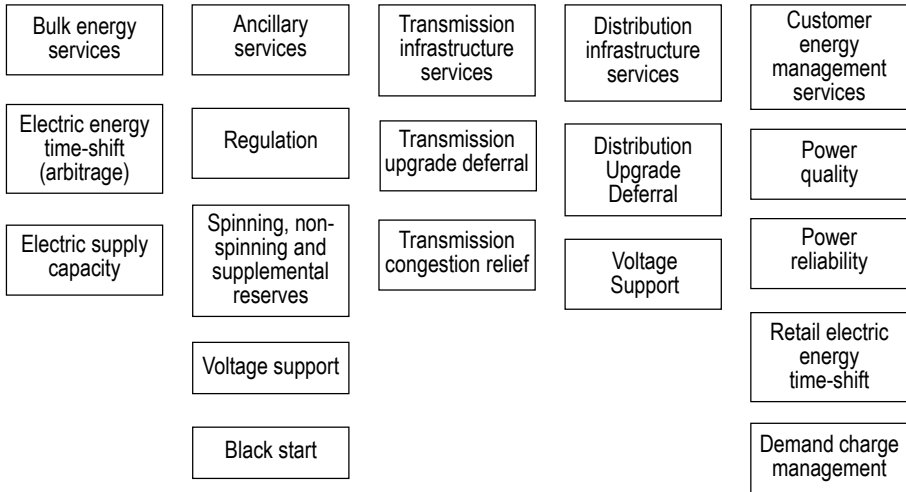 Bulk energy
services
Electric energy
time-shift
(arbitrage)
Electric supply
capacity
Ancillary
services
Regulation
Spinning, non-
spinning and
supplemental
reserves
Voltage support
Black start
Transmission
infrastructure
services
Transmission
upgrade deferral
Transmission
congestion relief
Distribution
infrastructure
services
Distribution
Upgrade
Deferral
Voltage
Support
Customer
energy
management
services
Power
quality
Power
reliability
Retail electric
energy
time-shift
Demand charge
management